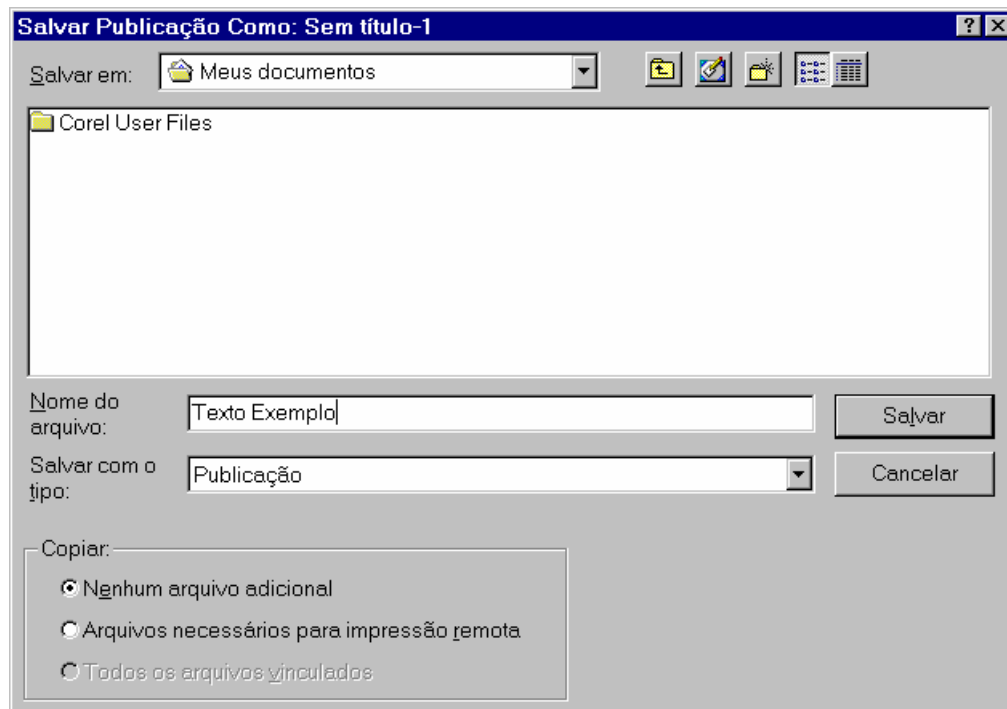 Salvar Publicação Como: Sem título-1
Salvar em:
Meus documentos
Corel User Files
Nome do
arquivo:
Texto Exemplo
Salvar
Salvar com o
tipo:
Publicação
Cancelar
Copiar:
Nenhum arquivo adicional
Arquivos necessários para impressão remota
Todos os arquivos vinculados